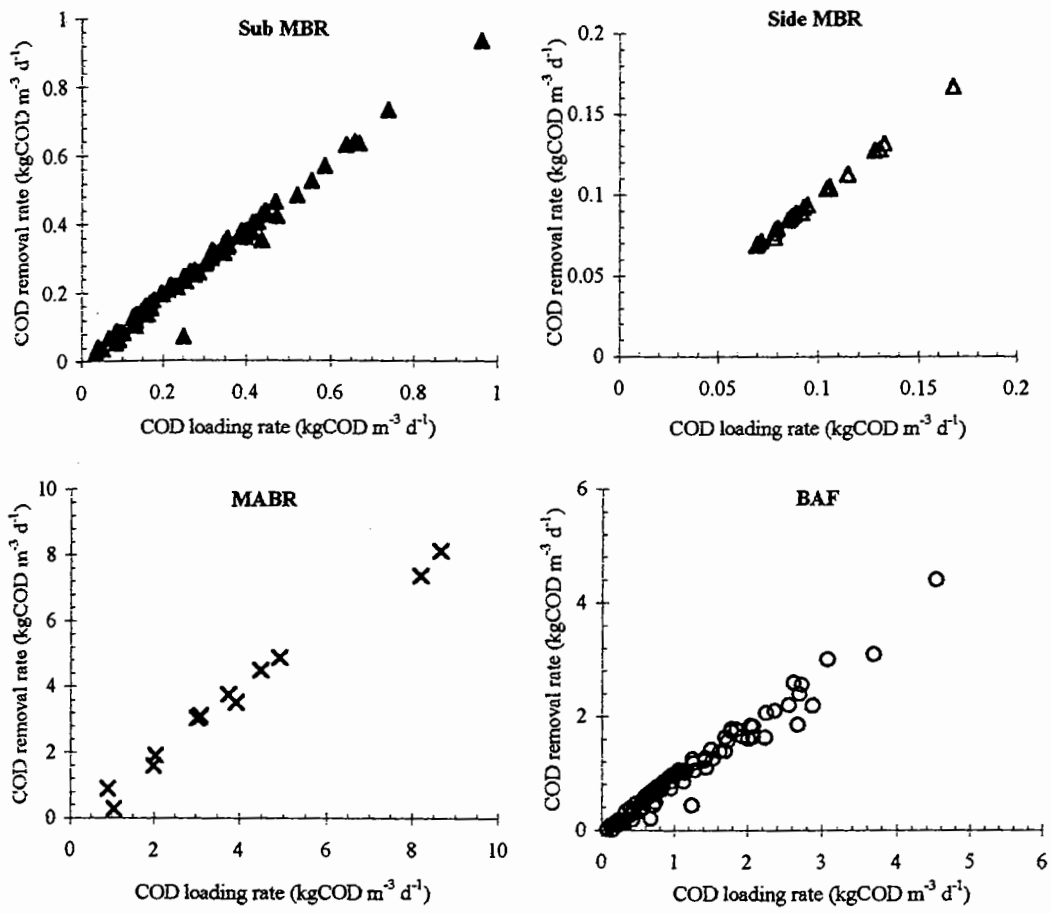 Sub MBR
COD removal rate (kgCOD m-3 d-1)
1
0.8
0.6
0.4
0.2
0
0 0.2 0.4 0.6 0.8 1
COD loading rate (kgCOD m-3 d-1)
Side MBR
COD removal rate (kgCOD m-3 d-1)
0.2
0.15
0.1
0.05
0
0 0.05 0.1 0.15 0.2
COD loading rate (kgCOD m-3 d-1)
MABR
COD removal rate (kgCOD m-3 d-1)
10
8
6
4
2
0
0 2 4 6 8 10
COD loading rate (kgCOD m-3 d-1)
BAF
COD removal rate (kgCOD m-3 d-1)
6
4
2
0
0 1 2 3 4 5 6
COD loading rate (kgCOD m-3 d-1)